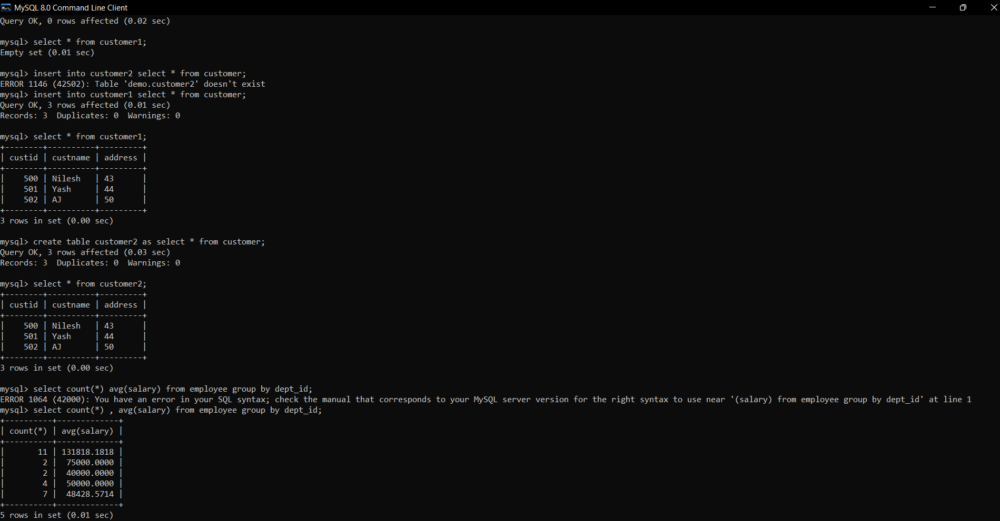 MySQL 8.0 Command Line Client
Query OK, 0 rows affected (0.02 sec)

mysql> select * from customer1;
Empty set (0.01 sec)

mysql> insert into customer2 select * from customer;
ERROR 1146 (42S02): Table 'demo.customer2' doesn't exist
mysql> insert into customer1 select * from customer;
Query OK, 3 rows affected (0.01 sec)
Records: 3  Duplicates: 0  Warnings: 0

mysql> select * from customer1;
+--------+----------+---------+
| custid | custname | address |
+--------+----------+---------+
|    500 | Nilesh   | 43      |
|    501 | Yash     | 44      |
|    502 | AJ       | 50      |
+--------+----------+---------+
3 rows in set (0.00 sec)

mysql> create table customer2 as select * from customer;
Query OK, 3 rows affected (0.03 sec)
Records: 3  Duplicates: 0  Warnings: 0

mysql> select * from customer2;
+--------+----------+---------+
| custid | custname | address |
+--------+----------+---------+
|    500 | Nilesh   | 43      |
|    501 | Yash     | 44      |
|    502 | AJ       | 50      |
+--------+----------+---------+
3 rows in set (0.00 sec)

mysql> select count(*) avg(salary) from employee group by dept_id;
ERROR 1064 (42000): You have an error in your SQL syntax; check the manual that corresponds to your MySQL server version for the right syntax to use near '(salary) from employee group by dept_id' at line 1
mysql> select count(*) , avg(salary) from employee group by dept_id;
+----------+-------------+
| count(*) | avg(salary) |
+----------+-------------+
|       11 | 131818.1818 |
|        2 |  75000.0000 |
|        2 |  40000.0000 |
|        4 |  50000.0000 |
|        7 |  48428.5714 |
+----------+-------------+
5 rows in set (0.01 sec)